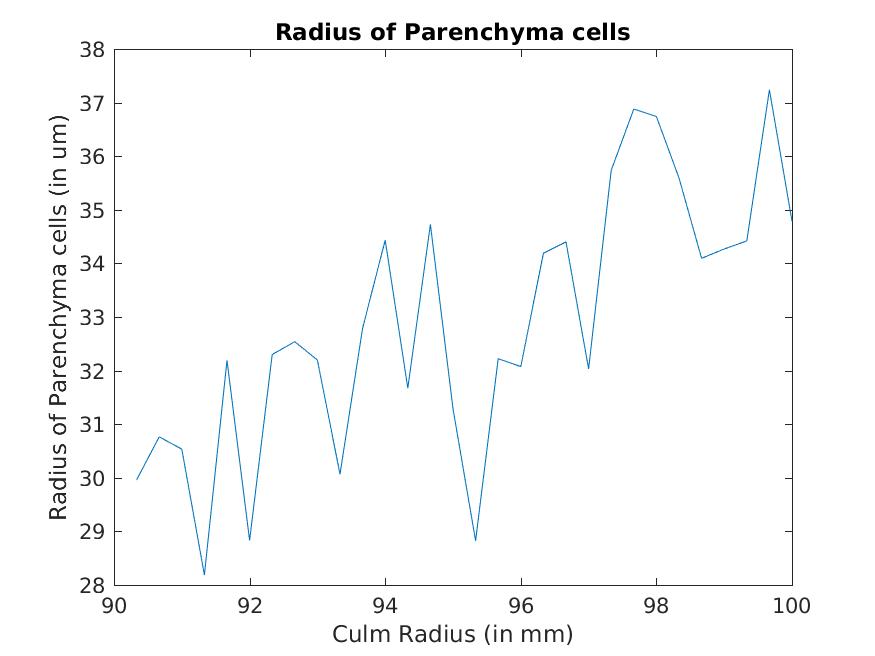 Radius of Parenchyma cells
38
37
36
35
34
33
32
31
30
29
28
Radius of Parenchyma cells (in um)
90 92 94 96 98 100
Culm Radius (in mm)